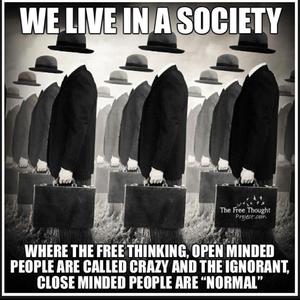 WE LIVE IN A SOCIETY
The Free Thought
Project.com
WHERE THE FREE THINKING, OPEN MINDED
PEOPLE ARE CALLED CRAZY AND THE IGNORANT,
CLOSE MINDED PEOPLE ARE “NORMAL”